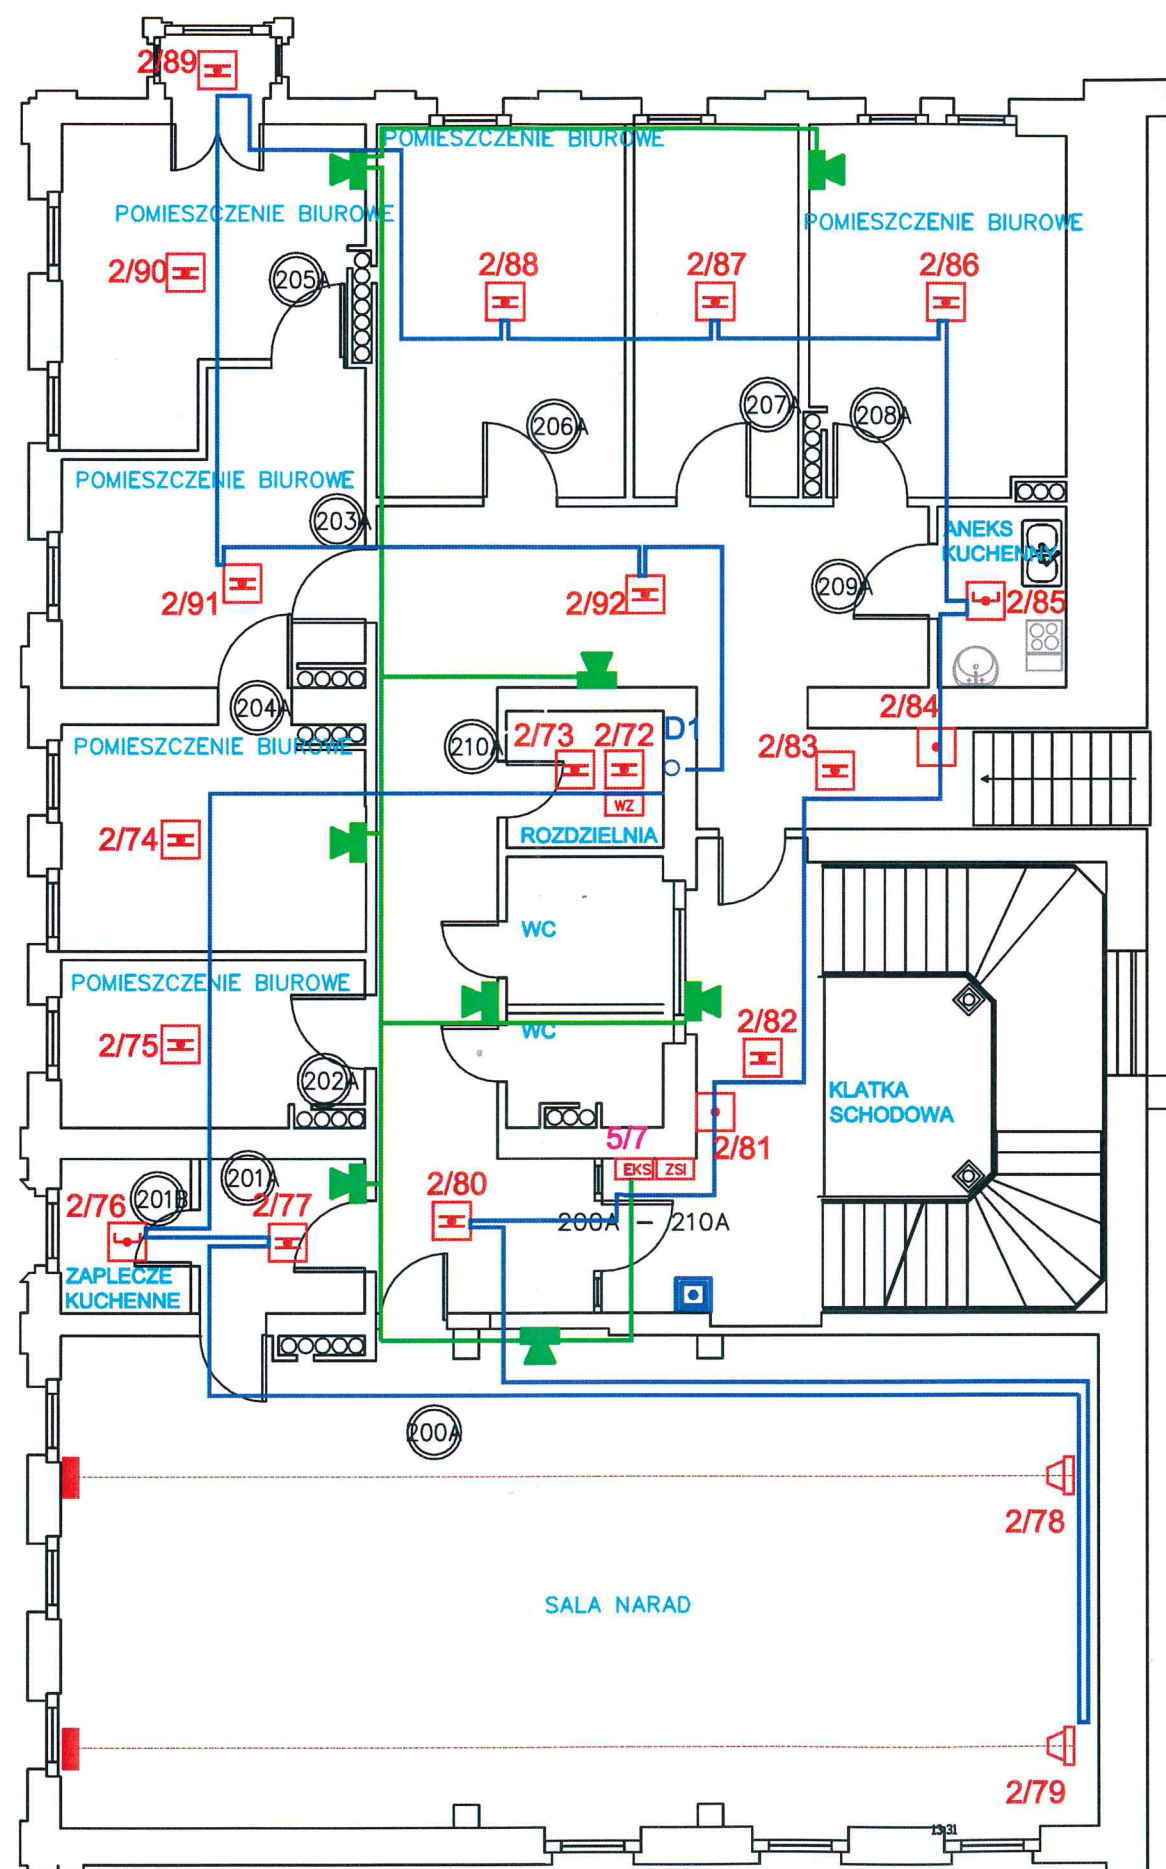 2/89
POMIESZCZENIE BIUROWE
POMIESZCZENIE BIUROWE
POMIESZCZENIE BIUROWE
2/90
205A
2/88
2/87
2/86
206A
207A
208A
POMIESZCZENIE BIUROWE
203A
ANEKS
KUCHENNY
2/91
2/92
209A
2/85
204A
2/84
POMIESZCZENIE BIUROWE
210A
2/73
2/72
D1
2/83
WZ
ROZDZIELNIA
2/74
WC
POMIESZCZENIE BIUROWE
WC
2/75
2/82
202A
KLATKA
SCHODOWA
5/7
2/81
EKS
ZSI
201B
201A
2/76
2/77
2/80
200A – 210A
ZAPLECZE
KUCHENNE
200A
2/78
SALA NARAD
2/79
13:31